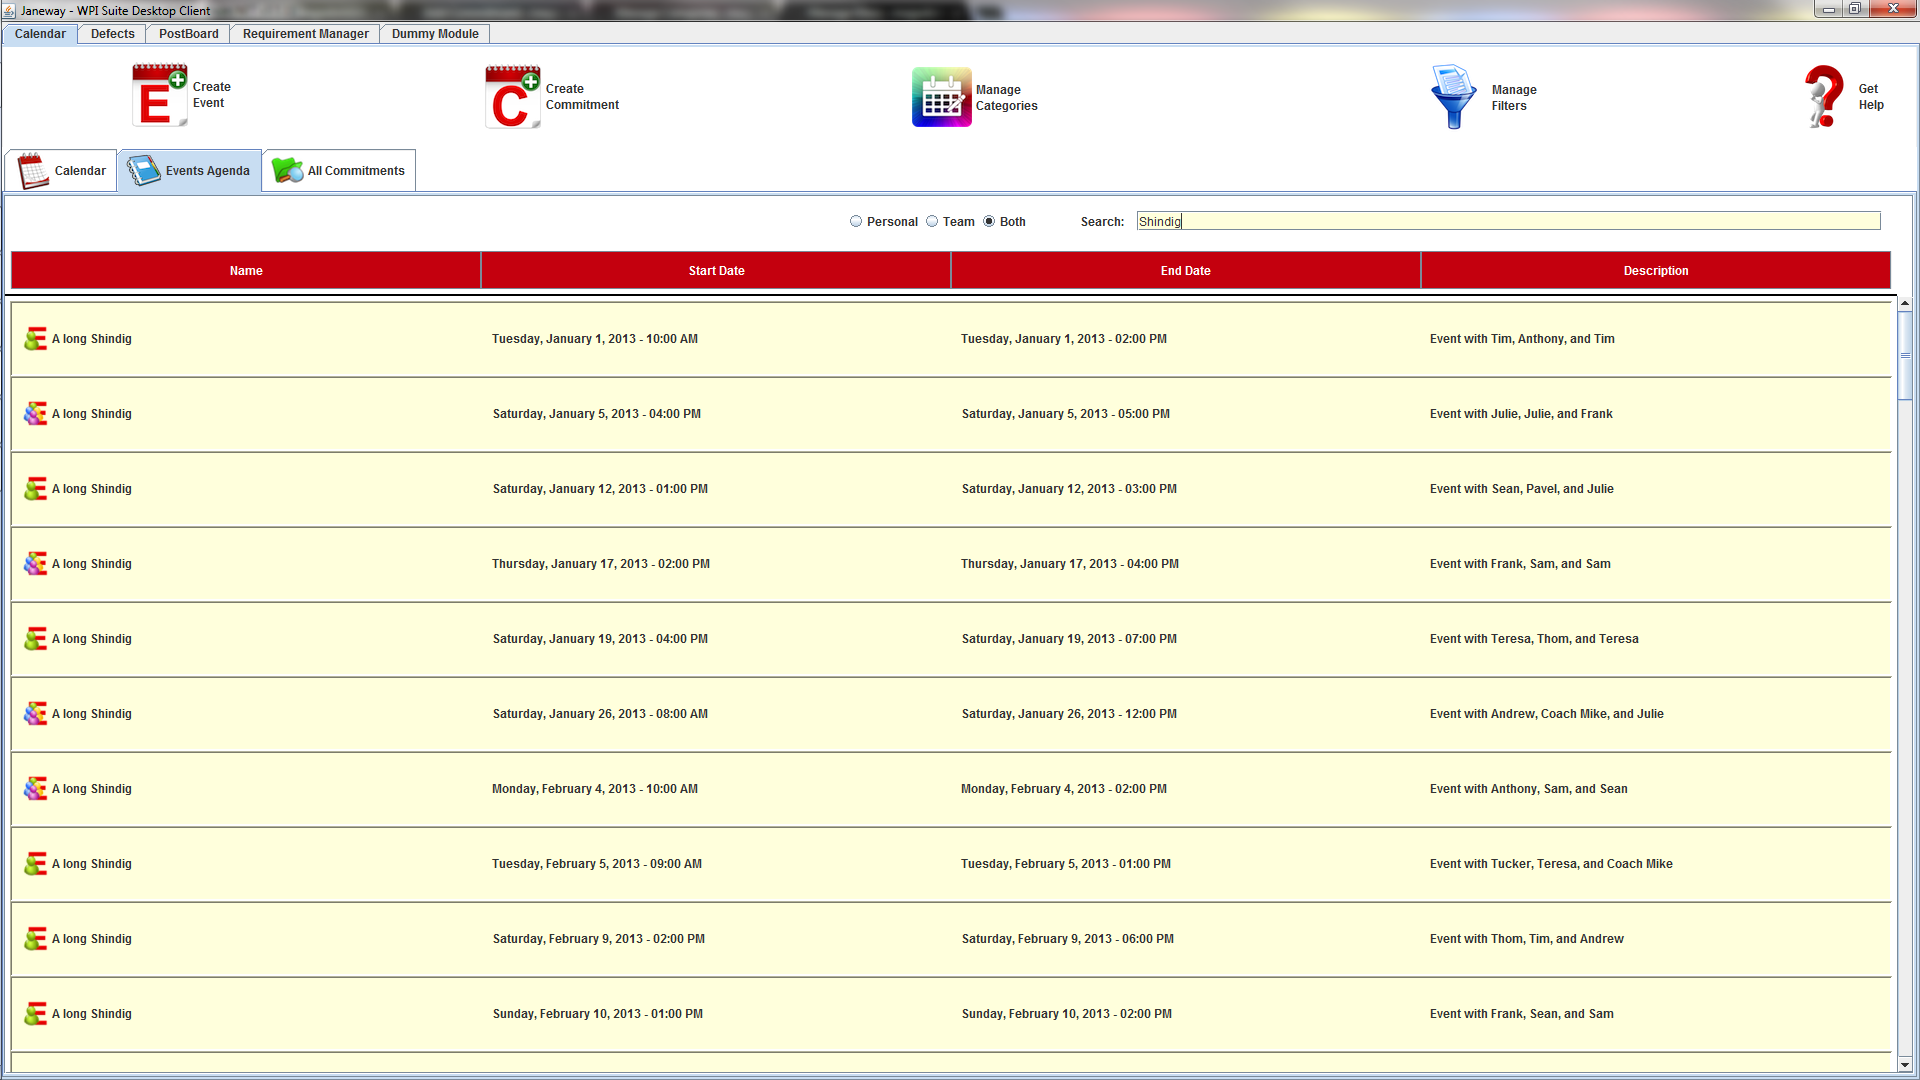 Janeway - WPI Suite Desktop Client
Calendar Defects PostBoard Requirement Manager Dummy Module
E Create Event
C Create Commitment
Manage Categories
Manage Filters
Get Help
Calendar Events Agenda All Commitments
Personal Team Both Search: Shindig
Name Start Date End Date Description
A long Shindig Tuesday, January 1, 2013 - 10:00 AM Tuesday, January 1, 2013 - 02:00 PM Event with Tim, Anthony, and Tim
A long Shindig Saturday, January 5, 2013 - 04:00 PM Saturday, January 5, 2013 - 05:00 PM Event with Julie, Julie, and Frank
A long Shindig Saturday, January 12, 2013 - 01:00 PM Saturday, January 12, 2013 - 03:00 PM Event with Sean, Pavel, and Julie
A long Shindig Thursday, January 17, 2013 - 02:00 PM Thursday, January 17, 2013 - 04:00 PM Event with Frank, Sam, and Sam
A long Shindig Saturday, January 19, 2013 - 04:00 PM Saturday, January 19, 2013 - 07:00 PM Event with Teresa, Thom, and Teresa
A long Shindig Saturday, January 26, 2013 - 08:00 AM Saturday, January 26, 2013 - 12:00 PM Event with Andrew, Coach Mike, and Julie
A long Shindig Monday, February 4, 2013 - 10:00 AM Monday, February 4, 2013 - 02:00 PM Event with Anthony, Sam, and Sean
A long Shindig Tuesday, February 5, 2013 - 09:00 AM Tuesday, February 5, 2013 - 01:00 PM Event with Tucker, Teresa, and Coach Mike
A long Shindig Saturday, February 9, 2013 - 02:00 PM Saturday, February 9, 2013 - 06:00 PM Event with Thom, Tim, and Andrew
A long Shindig Sunday, February 10, 2013 - 01:00 PM Sunday, February 10, 2013 - 02:00 PM Event with Frank, Sean, and Sam